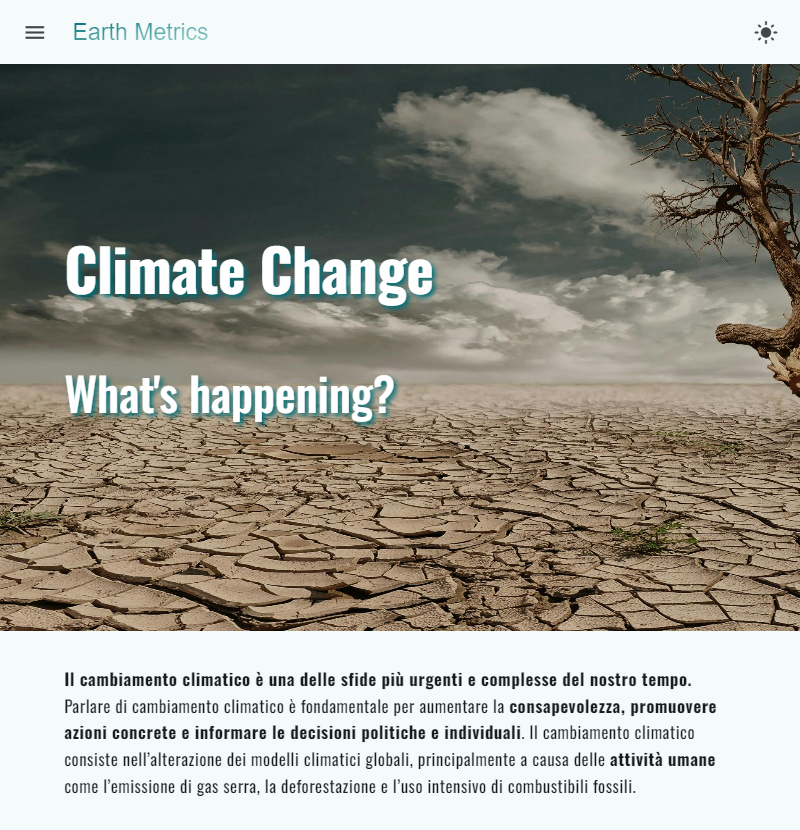 Earth Metrics
Climate Change
What's happening?
Il cambiamento climatico è una delle sfide più urgenti e complesse del nostro tempo.
Parlare di cambiamento climatico è fondamentale per aumentare la consapevolezza, promuovere
azioni concrete e informare le decisioni politiche e individuali. Il cambiamento climatico
consiste nell’alterazione dei modelli climatici globali, principalmente a causa delle attività umane
come l’emissione di gas serra, la deforestazione e l’uso intensivo di combustibili fossili.